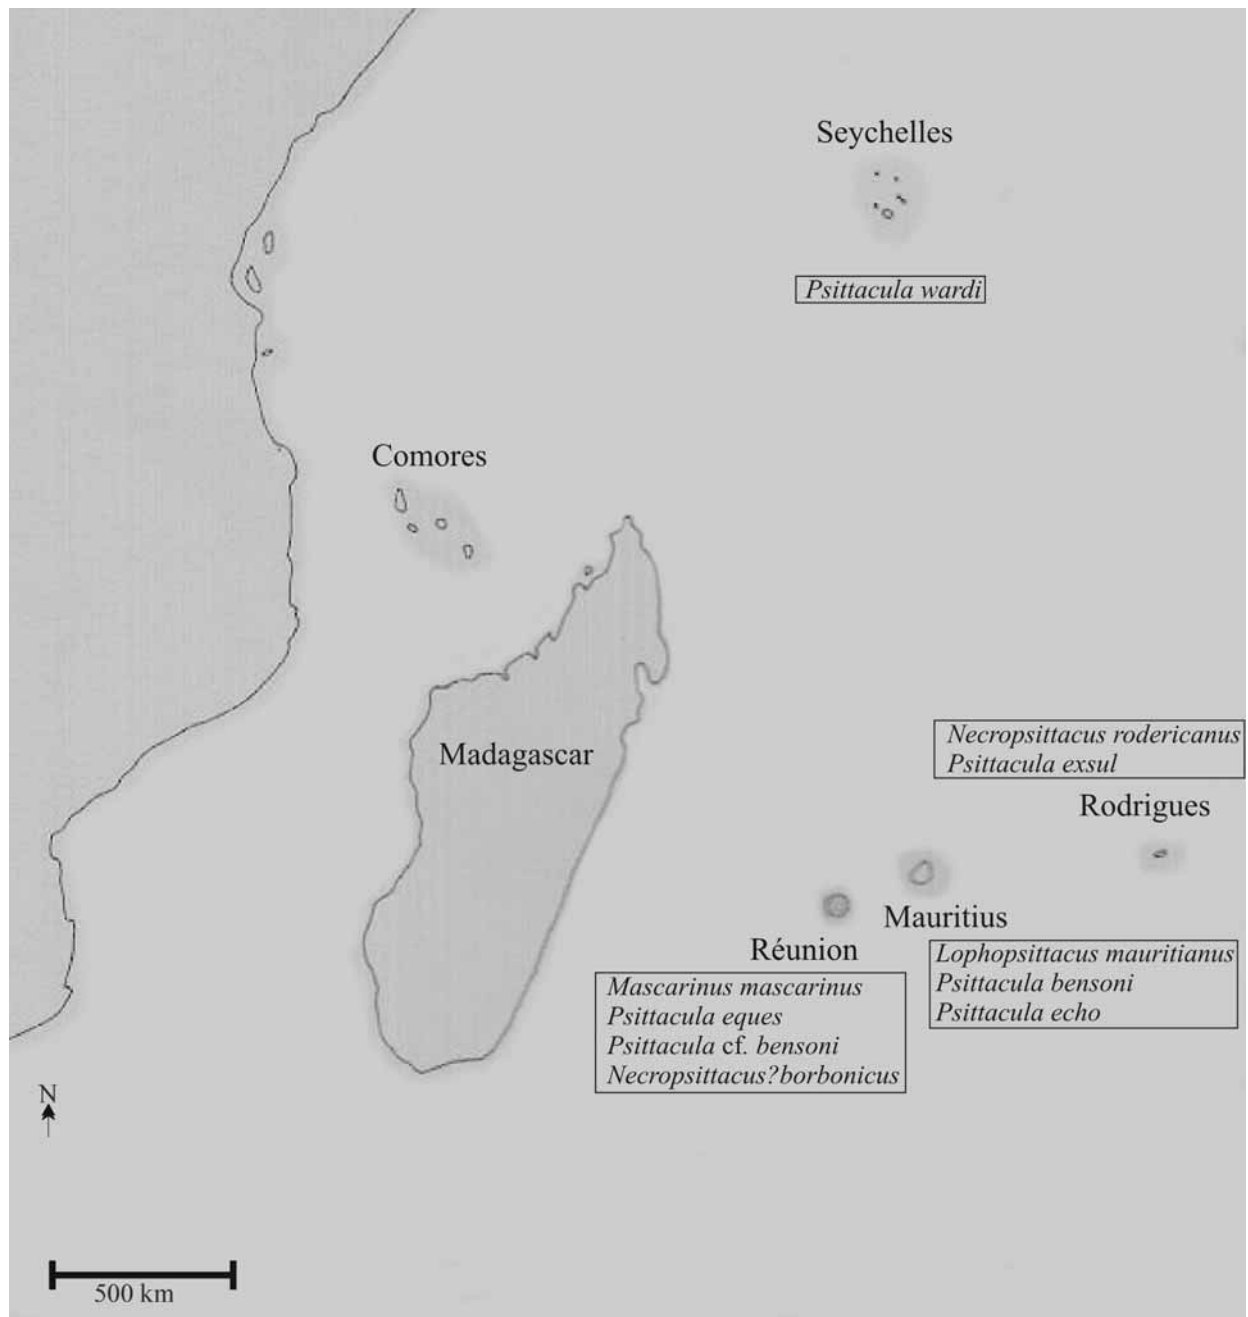 Seychelles
Psittacula wardi
Comores
Madagascar
Necropsittacus rodericanus
Psittacula exsul
Rodrigues
Mauritius
Lophopsittacus mauritianus
Psittacula bensoni
Psittacula echo
Réunion
Mascarinus mascarinus
Psittacula eques
Psittacula cf. bensoni
Necropsittacus?borbonicus
N
500 km